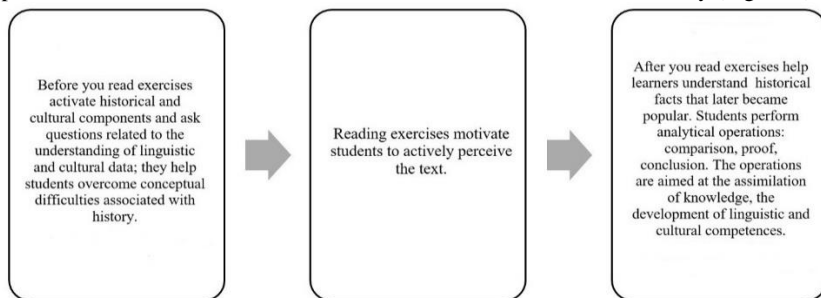 Before you read exercises
activate historical and
cultural components and ask
questions related to the
understanding of linguistic
and cultural data; they help
students overcome conceptual
difficulties associated with
history.
Reading exercises motivate
students to actively perceive
the text.
After you read exercises help
learners understand historical
facts that later became
popular. Students perform
analytical operations:
comparison, proof,
conclusion. The operations
are aimed at the assimilation
of knowledge, the
development of linguistic and
cultural competences.